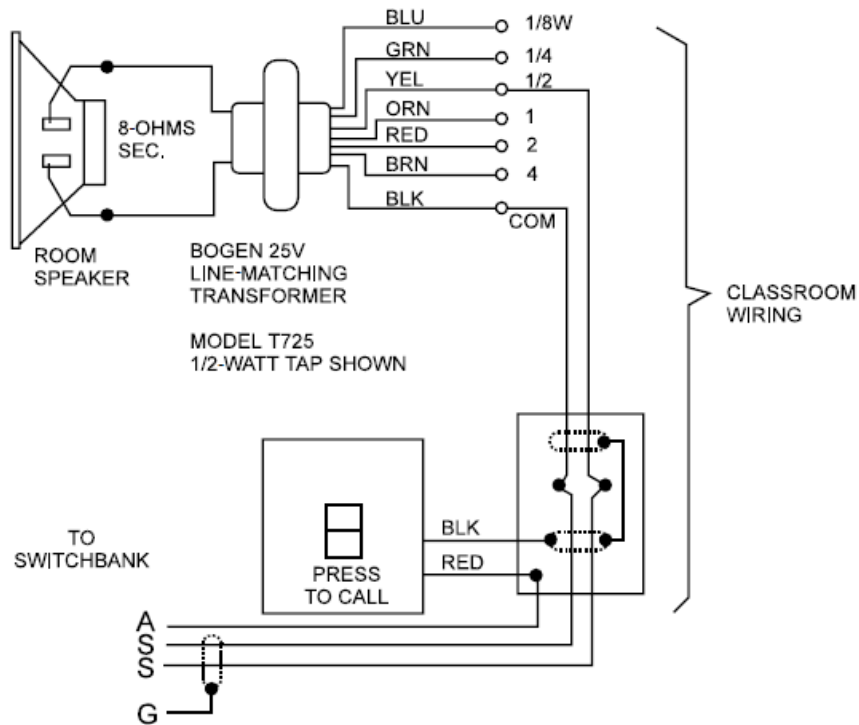 BLU
1/8W
GRN
1/4
YEL
1/2
ORN
1
RED
2
BRN
4
BLK
COM
8-OHMS
SEC.
ROOM
SPEAKER
BOGEN 25V
LINE-MATCHING
TRANSFORMER
MODEL T725
1/2-WATT TAP SHOWN
CLASSROOM
WIRING
TO
SWITCHBANK
PRESS
TO CALL
BLK
RED
A
S
S
G